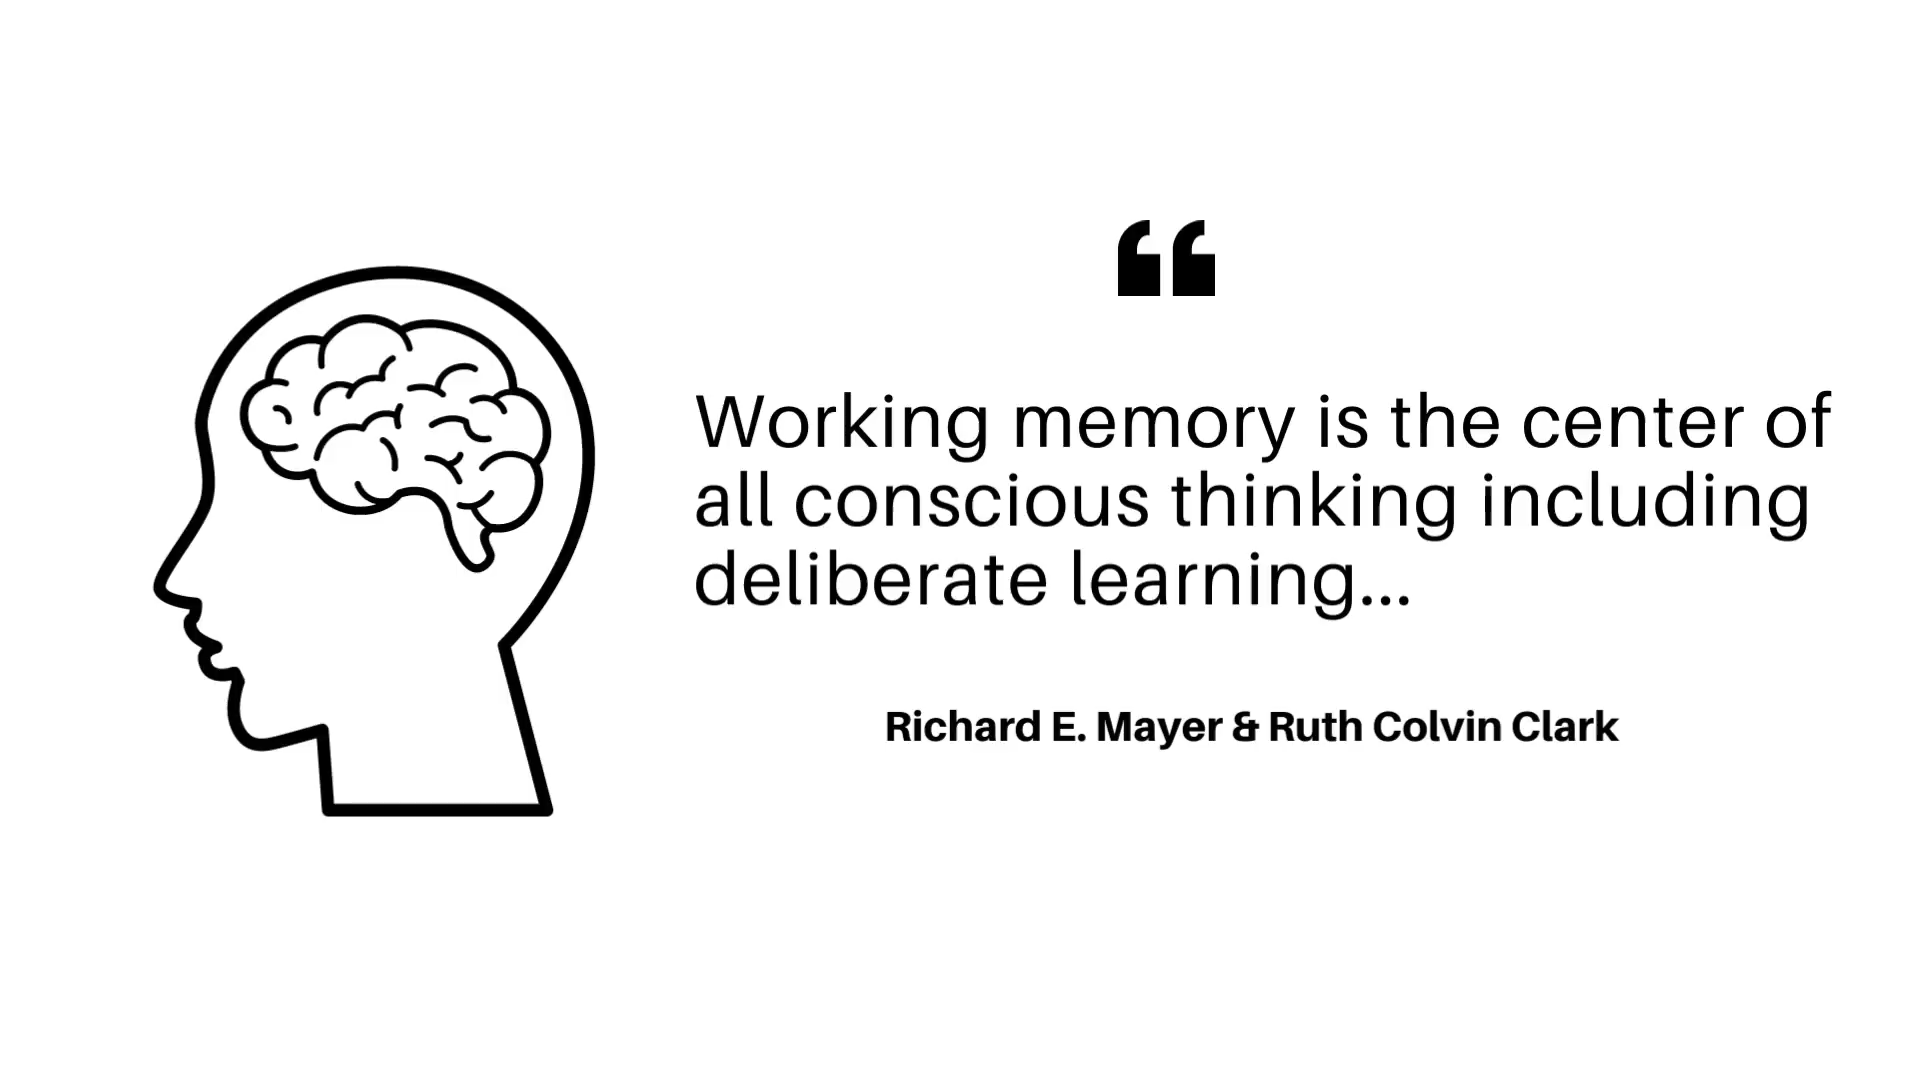 “
Working memory is the center of
all conscious thinking including
deliberate learning...
Richard E. Mayer & Ruth Colvin Clark